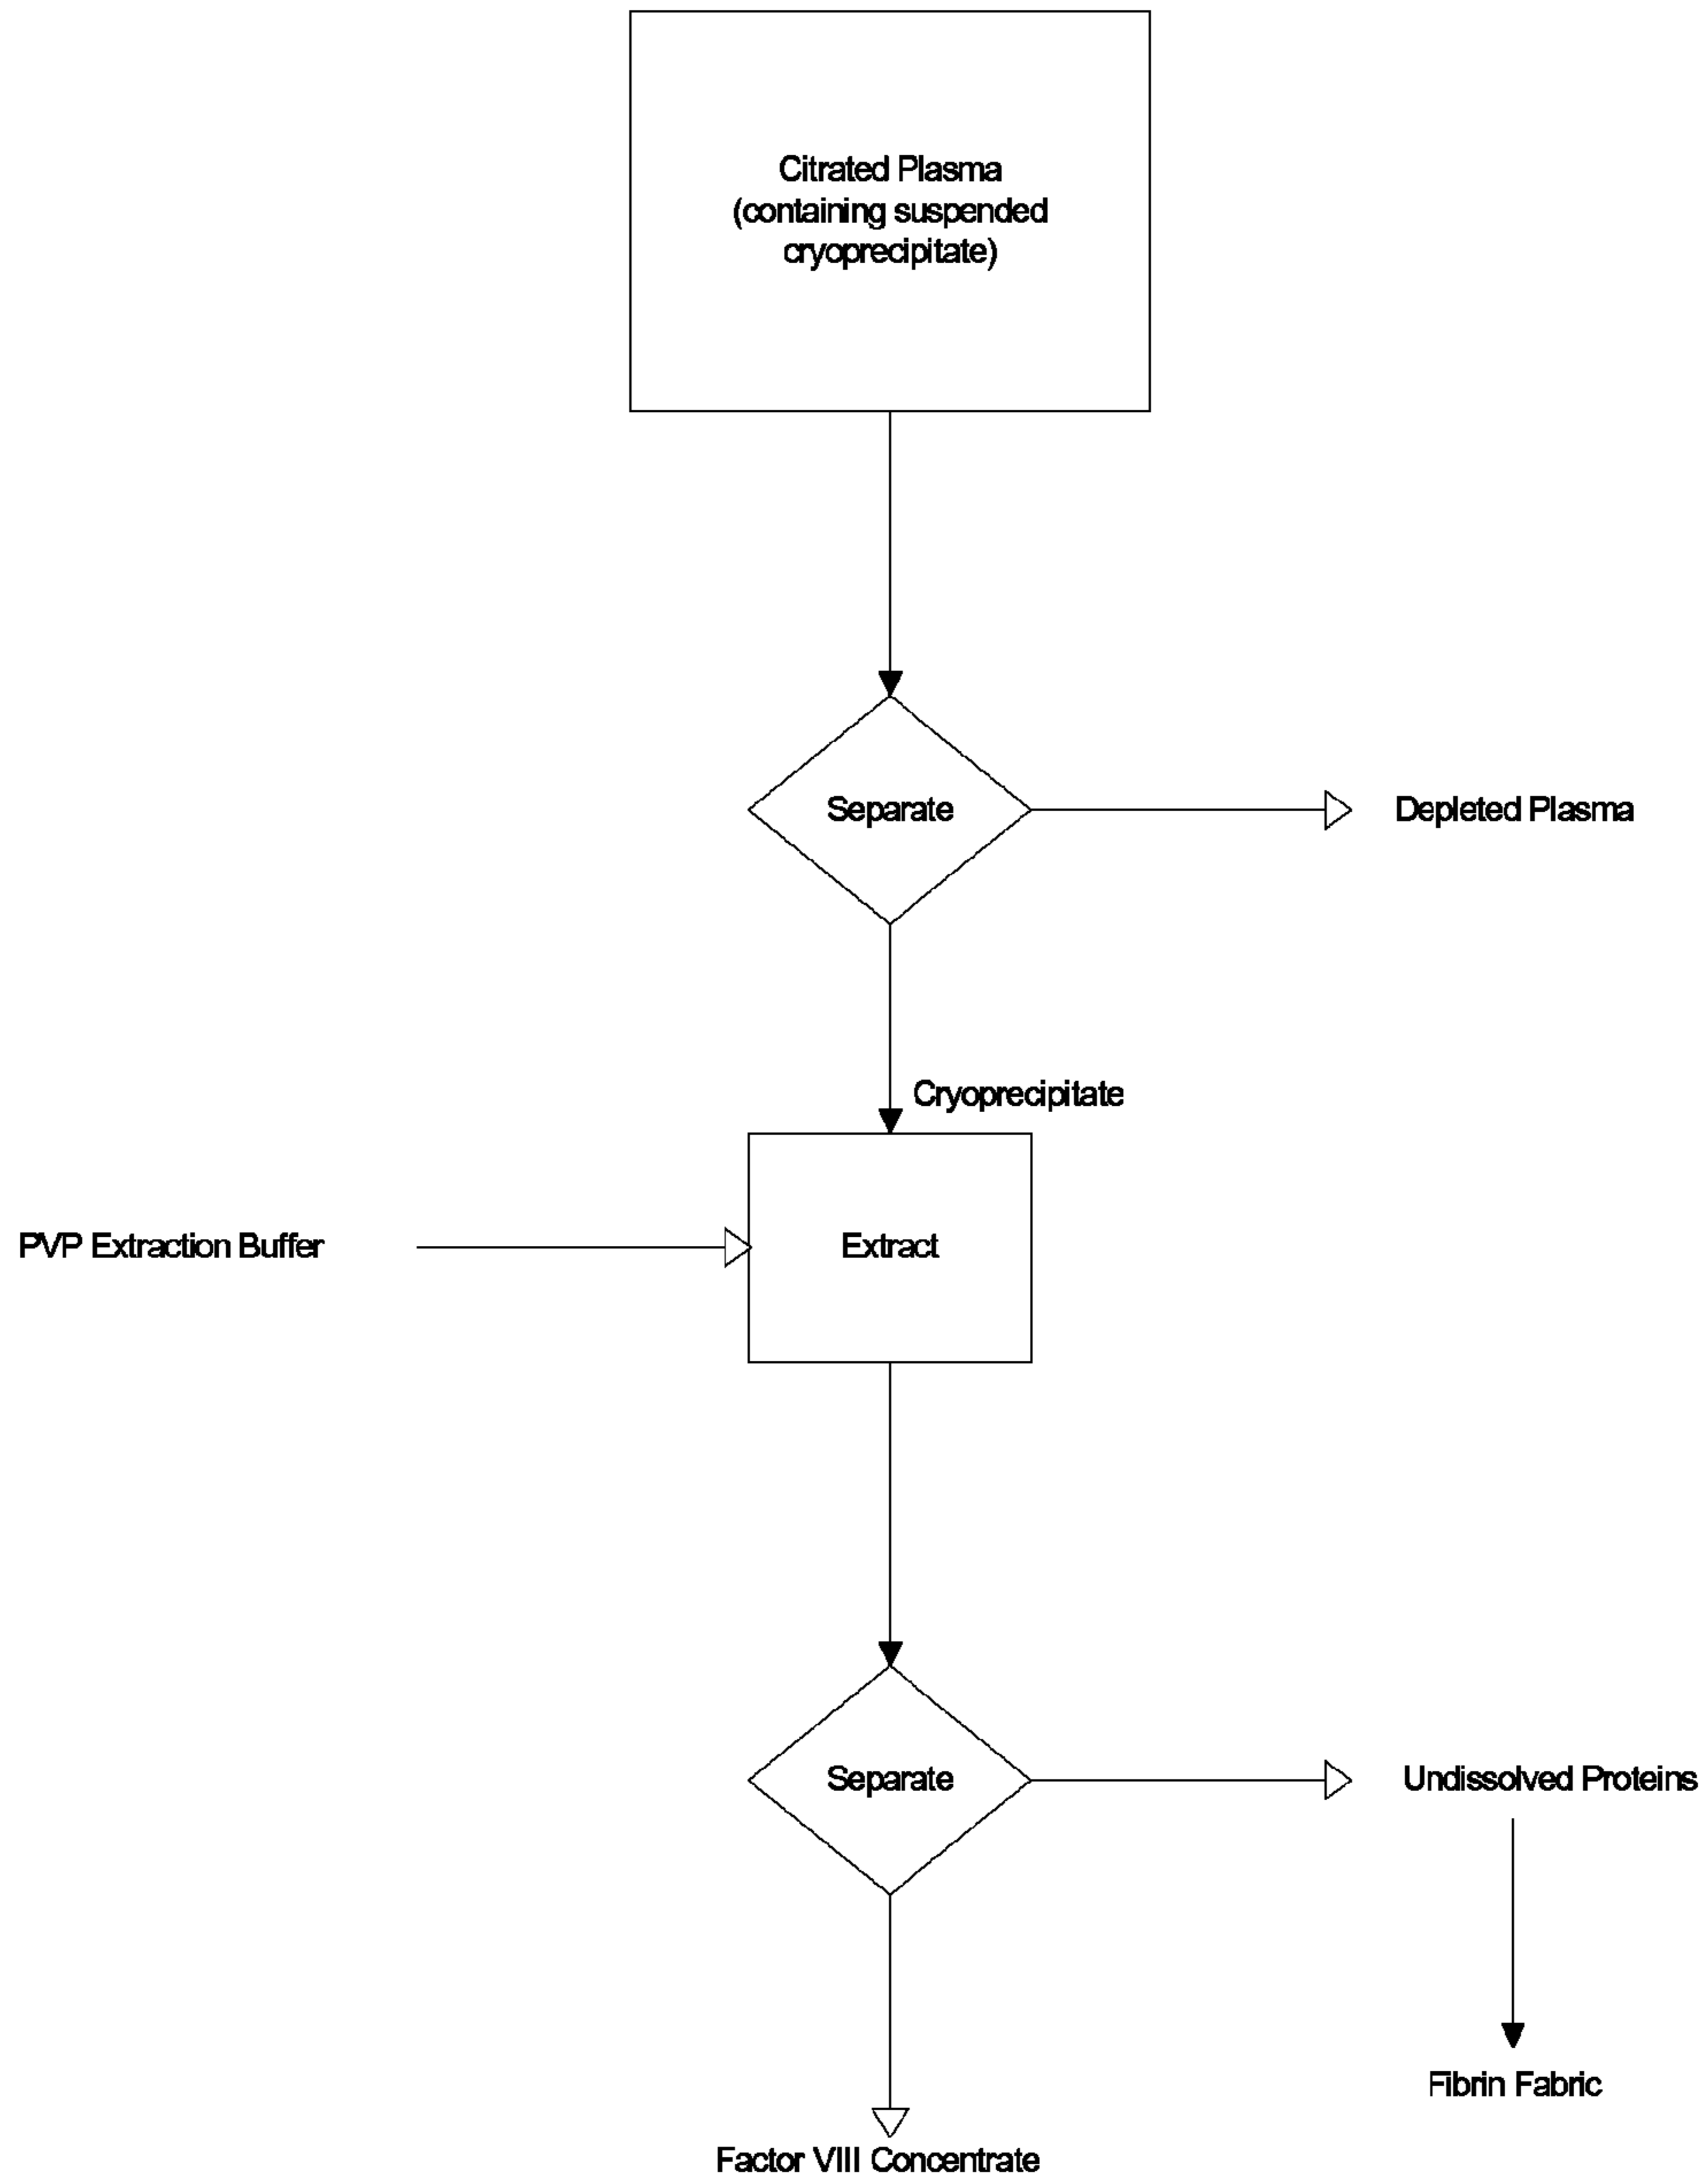 Citrated Plasma
(containing suspended
cryoprecipitate)
Separate
Depleted Plasma
Cryoprecipitate
PVP Extraction Buffer
Extract
Separate
Undissolved Proteins
Fibrin Fabric
Factor VIII Concentrate